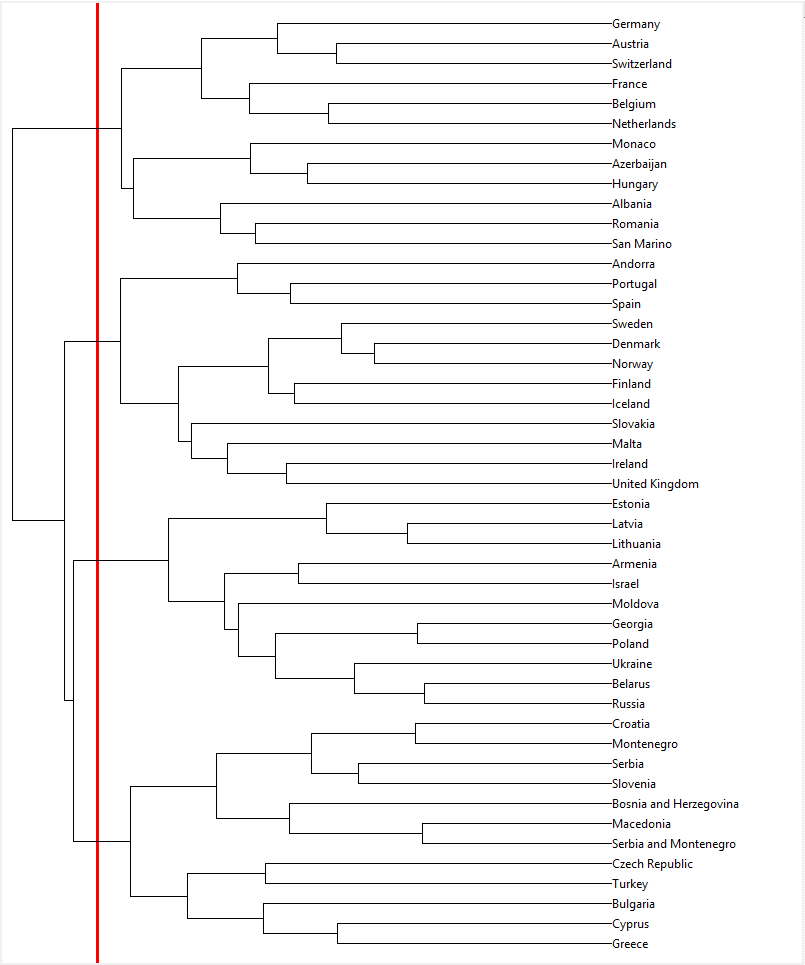 Germany
Austria
Switzerland
France
Belgium
Netherlands
Monaco
Azerbaijan
Hungary
Albania
Romania
San Marino
Andorra
Portugal
Spain
Sweden
Denmark
Norway
Finland
Iceland
Slovakia
Malta
Ireland
United Kingdom
Estonia
Latvia
Lithuania
Armenia
Israel
Moldova
Georgia
Poland
Ukraine
Belarus
Russia
Croatia
Montenegro
Serbia
Slovenia
Bosnia and Herzegovina
Macedonia
Serbia and Montenegro
Czech Republic
Turkey
Bulgaria
Cyprus
Greece